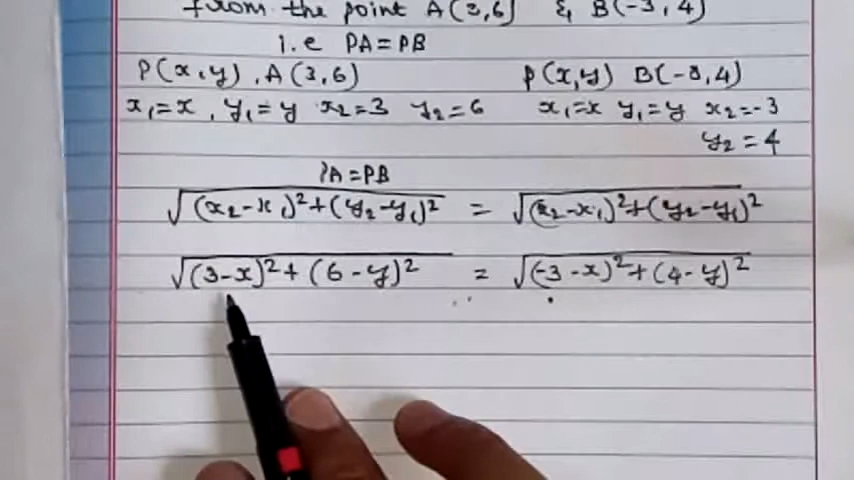 from the point A(3,6) & B(-3,4)
i.e PA=PB
P(x,y), A(3,6) P(x,y) B(-3,4)
x₁=x, y₁=y x₂=3 y₂=6 x₁=x y₁=y x₂=-3
y₂=4
PA=PB
√(x₂-x₁)²+(y₂-y₁)² = √(x₂-x₁)²+(y₂-y₁)²
√(3-x)²+(6-y)² = √(-3-x)²+(4-y)²